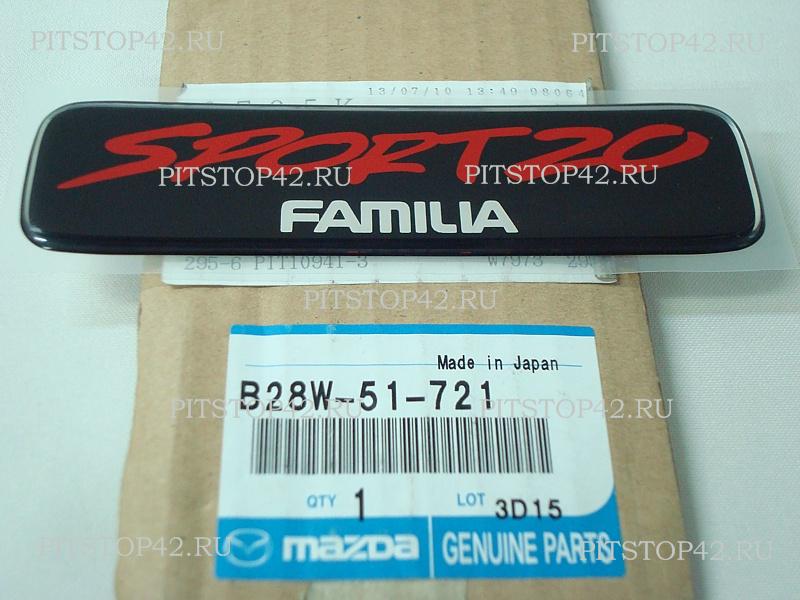 PITSTOP42.RU PITSTOP42.RU
13/07/10 13:49 98064
SPORT20
PITSTOP42.RU PITSTOP42.RU
FAMILIA
295-6 PIT10941-3 W7973
PITSTOP42.RU
Made in Japan
B28W-51-721
PITSTOP42.RU PITSTOP42.RU
QTY 1 LOT 3D15
mazda GENUINE PARTS
PITSTOP42.RU PITSTOP42.RU